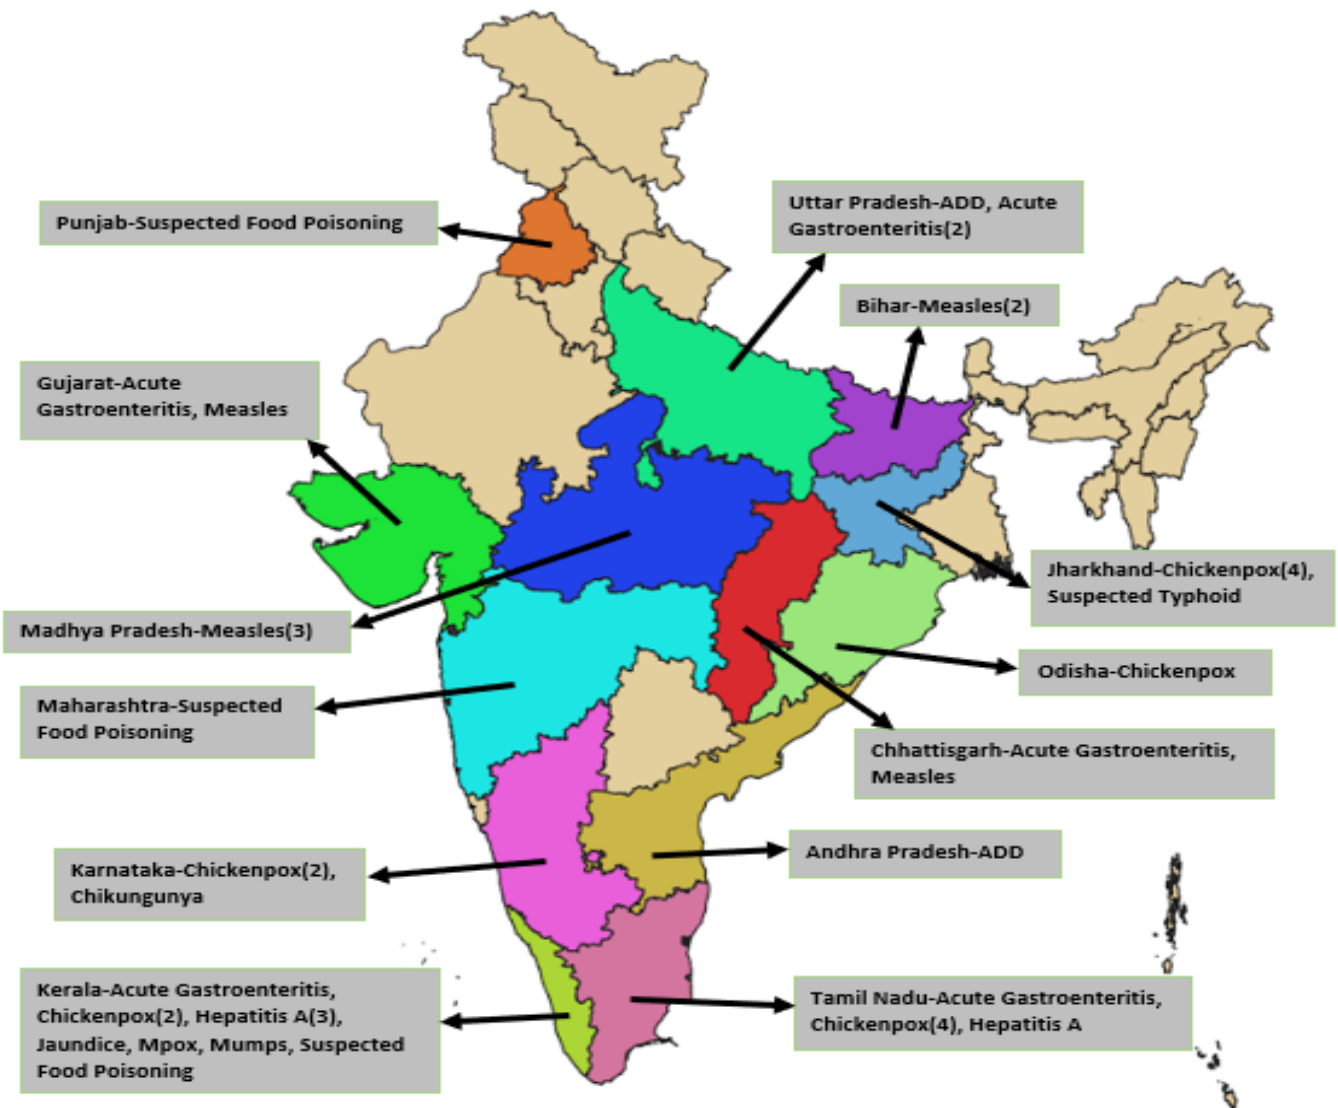 Punjab-Suspected Food Poisoning
Uttar Pradesh-ADD, Acute
Gastroenteritis(2)
Bihar-Measles(2)
Gujarat-Acute
Gastroenteritis, Measles
Jharkhand-Chickenpox(4),
Suspected Typhoid
Madhya Pradesh-Measles(3)
Odisha-Chickenpox
Maharashtra-Suspected
Food Poisoning
Chhattisgarh-Acute Gastroenteritis,
Measles
Andhra Pradesh-ADD
Karnataka-Chickenpox(2),
Chikungunya
Kerala-Acute Gastroenteritis,
Chickenpox(2), Hepatitis A(3),
Jaundice, Mpox, Mumps, Suspected
Food Poisoning
Tamil Nadu-Acute Gastroenteritis,
Chickenpox(4), Hepatitis A